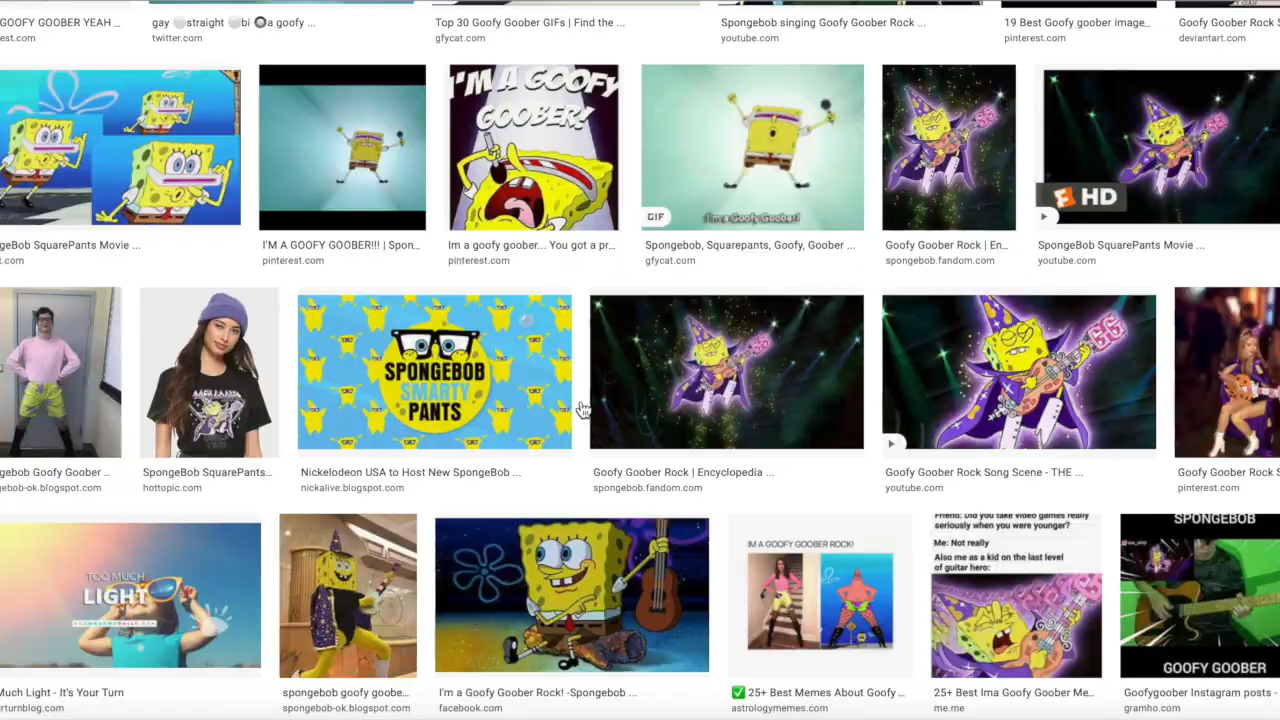 GOOFY GOOBER YEAH ...
est.com
gay straight bi a goofy ...
twitter.com
Top 30 Goofy Goober GIFs | Find the ...
gfycat.com
Spongebob singing Goofy Goober Rock ...
youtube.com
19 Best Goofy goober image...
pinterest.com
Goofy Goober Rock S
deviantart.com
I'M A GOOFY
GOOBER!
GIF
I'm a Goofy Goober!
GG
GG
HD
geBob SquarePants Movie ...
t.com
I'M A GOOFY GOOBER!!! | Spon...
pinterest.com
Im a goofy goober... You got a pr...
pinterest.com
Spongebob, Squarepants, Goofy, Goober ...
gfycat.com
Goofy Goober Rock | En...
spongebob.fandom.com
SpongeBob SquarePants Movie ...
youtube.com
SPONGEBOB
SMARTY
PANTS
GG
GG
gebob Goofy Goober ...
gebob-ok.blogspot.com
SpongeBob SquarePants...
hottopic.com
Nickelodeon USA to Host New SpongeBob ...
nickalive.blogspot.com
Goofy Goober Rock | Encyclopedia ...
spongebob.fandom.com
Goofy Goober Rock Song Scene - THE ...
youtube.com
Goofy Goober Rock S
pinterest.com
TOO MUCH
LIGHT
IM A GOOFY GOOBER ROCK!
Friend: Did you take video games really
seriously when you were younger?
Me: Not really
Also me as a kid on the last level
of guitar hero:
SPONGEBOB
GOOFY GOOBER
Much Light - It's Your Turn
rturnblog.com
spongebob goofy goobe...
spongebob-ok.blogspot.com
I'm a Goofy Goober Rock! -Spongebob ...
facebook.com
✅ 25+ Best Memes About Goofy ...
astrologymemes.com
25+ Best Ima Goofy Goober Me...
me.me
Goofygoober Instagram posts -
gramho.com